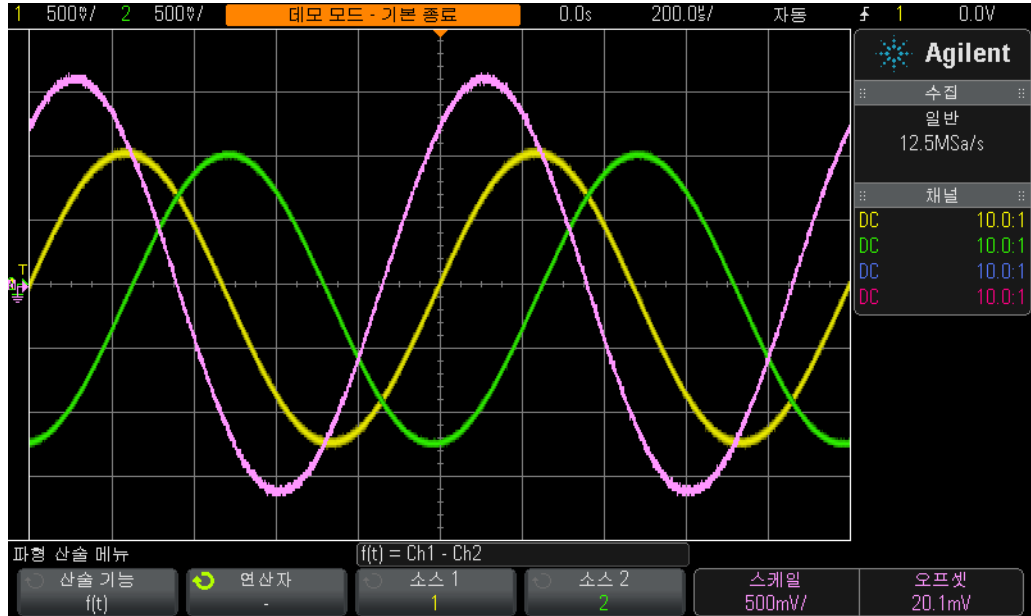 1 500mV/ 2 500mV/ 데모 모드 - 기본 종료 0.0s 200.0us/ 자동 1 0.0V
Agilent
수집
일반
12.5MSa/s
채널
DC 10.0:1
DC 10.0:1
DC 10.0:1
DC 10.0:1
T
파형 산술 메뉴 f(t) = Ch1 - Ch2
산술 기능 연산자 소스 1 소스 2 스케일 오프셋
f(t) - 1 2 500mV/ 20.1mV